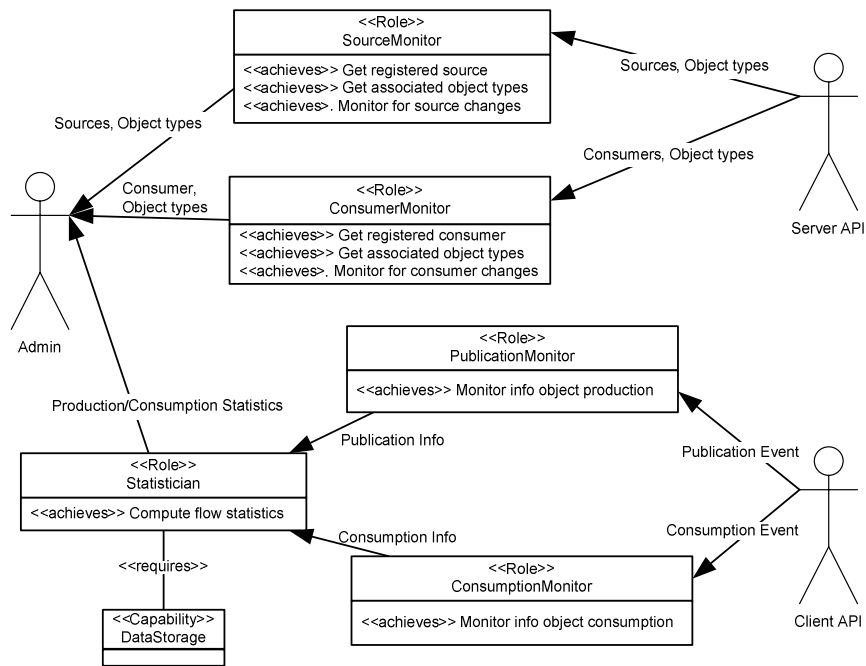 <<Role>>
SourceMonitor
<<achieves>> Get registered source
<<achieves>> Get associated object types
<<achieves>. Monitor for source changes
Sources, Object types
Server API
Sources, Object types
Consumers, Object types
Admin
Consumer,
Object types
<<Role>>
ConsumerMonitor
<<achieves>> Get registered consumer
<<achieves>> Get associated object types
<<achieves>. Monitor for consumer changes
<<Role>>
PublicationMonitor
<<achieves>> Monitor info object production
Production/Consumption Statistics
Publication Info
Publication Event
<<Role>>
Statistician
<<achieves>> Compute flow statistics
Consumption Info
Consumption Event
Client API
<<requires>>
<<Role>>
ConsumptionMonitor
<<achieves>> Monitor info object consumption
<<Capability>>
DataStorage